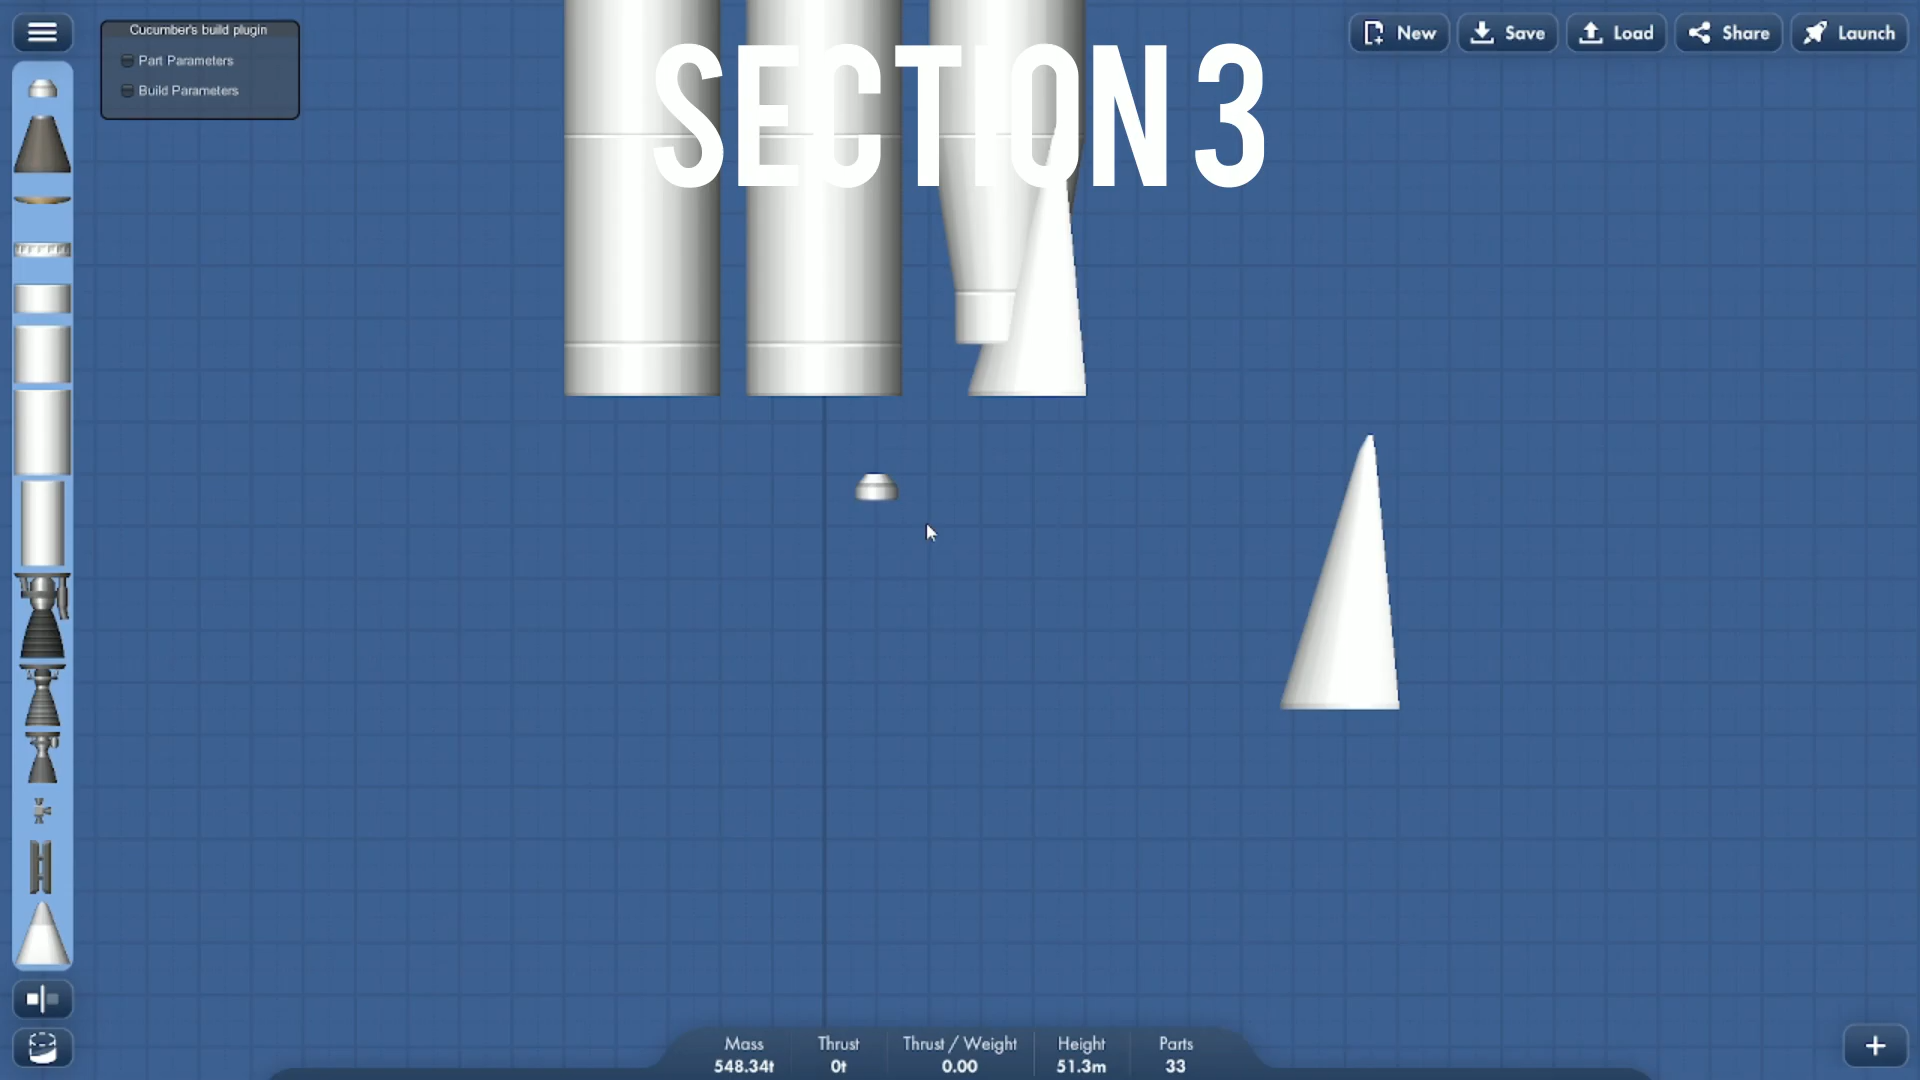 Cucumber's build plugin
Part Parameters
Build Parameters
SECTION 3
New
Save
Load
Share
Launch
Mass
548.34t
Thrust
0t
Thrust / Weight
0.00
Height
51.3m
Parts
33